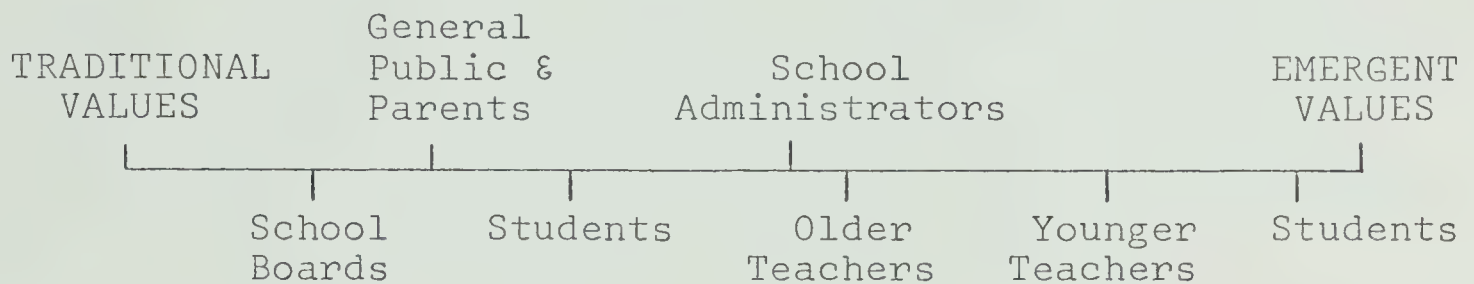 General
TRADITIONAL Public & School EMERGENT
VALUES Parents Administrators VALUES
School Students Older Younger Students
Boards Teachers Teachers